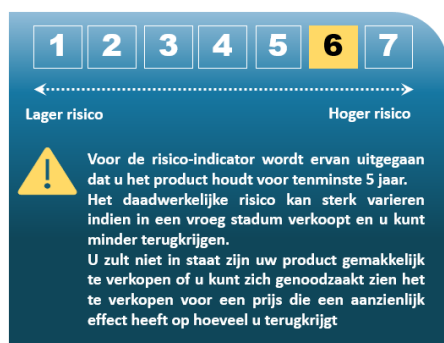 1 2 3 4 5 6 7
Lager risico Hoger risico
Voor de risico-indicator wordt ervan uitgegaan
dat u het product houdt voor tenminste 5 jaar.
Het daadwerkelijke risico kan sterk varieren
indien in een vroeg stadum verkoopt en u kunt
minder terugkrijgen.
U zult niet in staat zijn uw product gemakkelijk
te verkopen of u kunt zich genoodzaakt zien het
te verkopen voor een prijs die een aanzienlijk
effect heeft op hoeveel u terugkrijgt